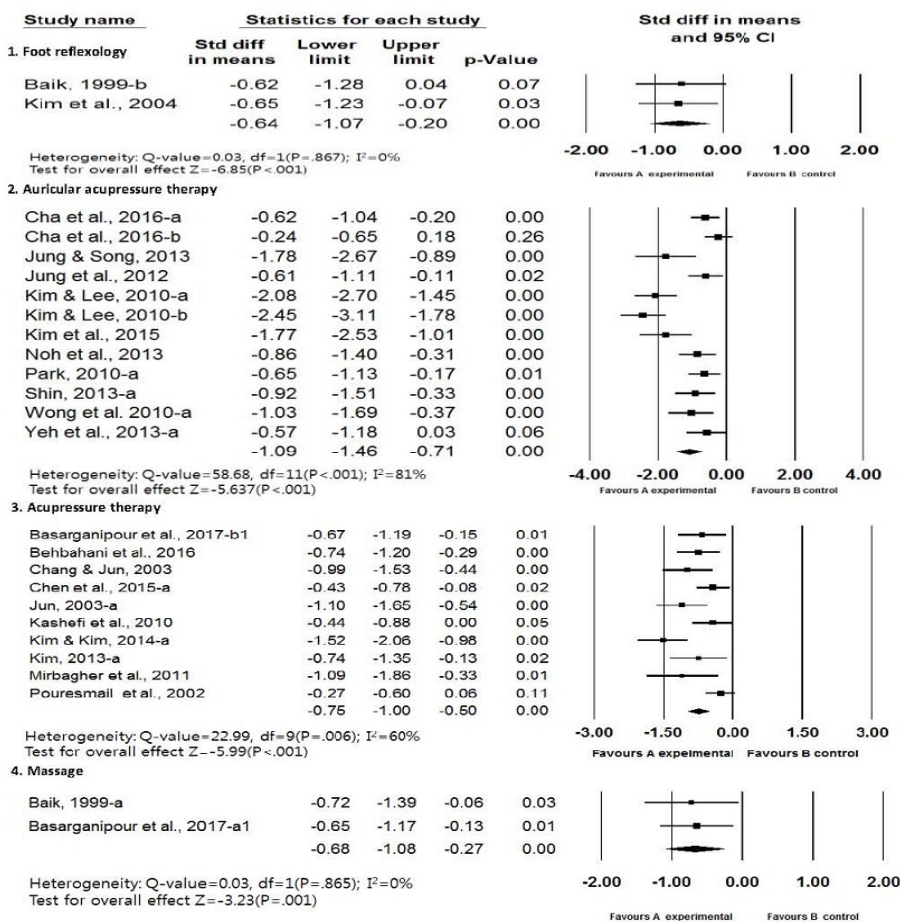 Study name Statistics for each study Std diff in means and 95% CI
1. Foot reflexology Std diff in means Lower limit Upper limit p-Value
Baik, 1999-b -0.62 -1.28 0.04 0.07
Kim et al., 2004 -0.65 -1.23 -0.07 0.03
-0.64 -1.07 -0.20 0.00
-2.00 -1.00 0.00 1.00 2.00
Heterogeneity: Q-value=0.03, df=1(P=.867); I²=0%
Test for overall effect Z=-6.85(P<.001)
Favours A experimental Favours B control
2. Auricular acupressure therapy
Cha et al., 2016-a -0.62 -1.04 -0.20 0.00
Cha et al., 2016-b -0.24 -0.65 0.18 0.26
Jung & Song, 2013 -1.78 -2.67 -0.89 0.00
Jung et al., 2012 -0.61 -1.11 -0.11 0.02
Kim & Lee, 2010-a -2.08 -2.70 -1.45 0.00
Kim & Lee, 2010-b -2.45 -3.11 -1.78 0.00
Kim et al., 2015 -1.77 -2.53 -1.01 0.00
Noh et al., 2013 -0.86 -1.40 -0.31 0.00
Park, 2010-a -0.65 -1.13 -0.17 0.01
Shin, 2013-a -0.92 -1.51 -0.33 0.00
Wong et al. 2010-a -1.03 -1.69 -0.37 0.00
Yeh et al., 2013-a -0.57 -1.18 0.03 0.06
-1.09 -1.46 -0.71 0.00
Heterogeneity: Q-value=58.68, df=11(P<.001); I²=81%
-4.00 -2.00 0.00 2.00 4.00
Test for overall effect Z=-5.637(P<.001)
Favours A experimental Favours B control
3. Acupressure therapy
Basarganipour et al., 2017-b1 -0.67 -1.19 -0.15 0.01
Behbahani et al., 2016 -0.74 -1.20 -0.29 0.00
Chang & Jun, 2003 -0.99 -1.53 -0.44 0.00
Chen et al., 2015-a -0.43 -0.78 -0.08 0.02
Jun, 2003-a -1.10 -1.65 -0.54 0.00
Kashefi et al., 2010 -0.44 -0.88 0.00 0.05
Kim & Kim, 2014-a -1.52 -2.06 -0.98 0.00
Kim, 2013-a -0.74 -1.35 -0.13 0.02
Mirbagher et al., 2011 -1.09 -1.86 -0.33 0.01
Pouresmail et al., 2002 -0.27 -0.60 0.06 0.11
-0.75 -1.00 -0.50 0.00
Heterogeneity: Q-value=22.99, df=9(P=.006); I²=60%
-3.00 -1.50 0.00 1.50 3.00
Test for overall effect Z=-5.99(P<.001)
Favours A expeimental Favours B control
4. Massage
Baik, 1999-a -0.72 -1.39 -0.06 0.03
Basarganipour et al., 2017-a1 -0.65 -1.17 -0.13 0.01
-0.68 -1.08 -0.27 0.00
-2.00 -1.00 0.00 1.00 2.00
Heterogeneity: Q-value=0.03, df=1(P=.865); I²=0%
Test for overall effect Z=-3.23(P=.001)
Favours A experimental Favours B control